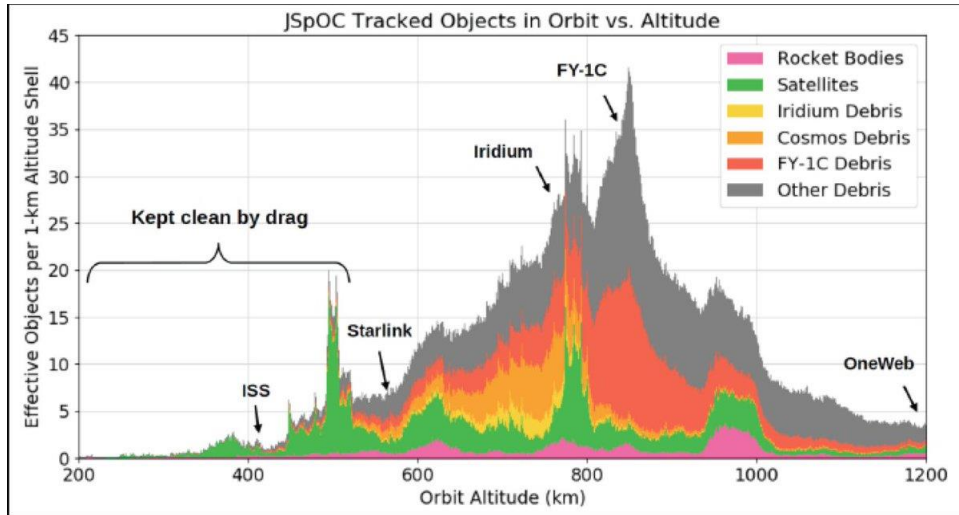 JSpOC Tracked Objects in Orbit vs. Altitude
Effective Objects per 1-km Altitude Shell
45
40
35
30
25
20
15
10
5
0
Kept clean by drag
ISS
Starlink
Iridium
FY-1C
OneWeb
Rocket Bodies
Satellites
Iridium Debris
Cosmos Debris
FY-1C Debris
Other Debris
200
400
600
800
1000
1200
Orbit Altitude (km)